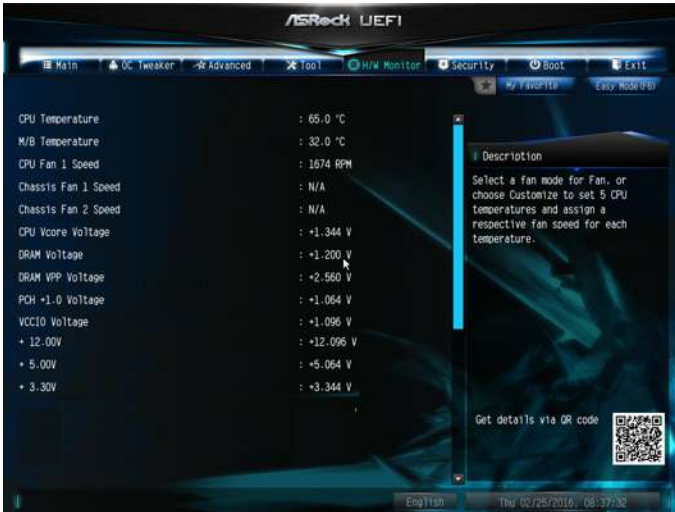 ASRock UEFI
Main OC Tweaker Advanced Tool H/W Monitor Security Boot Exit
My Favorite Easy Mode(F6)
CPU Temperature : 65.0 °C
M/B Temperature : 32.0 °C
CPU Fan 1 Speed : 1674 RPM
Chassis Fan 1 Speed : N/A
Chassis Fan 2 Speed : N/A
CPU Vcore Voltage : +1.344 V
DRAM Voltage : +1.200 V
DRAM VPP Voltage : +2.560 V
PCH +1.0 Voltage : +1.064 V
VCCIO Voltage : +1.096 V
+ 12.00V : +12.096 V
+ 5.00V : +5.064 V
+ 3.30V : +3.344 V
Description
Select a fan mode for Fan. or
choose Customize to set 5 CPU
temperatures and assign a
respective fan speed for each
temperature.
Get details via QR code
English Thu 02/25/2016. 08:37:32